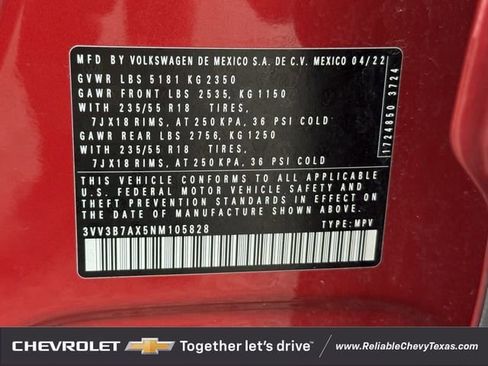 MFD BY VOLKSWAGEN DE MEXICO S.A. DE C.V. MEXICO 04/22
GVWR LBS 5181 KG 2350
GAWR FRONT LBS 2535, KG 1150
WITH 235/55 R18 TIRES,
7JX18 RIMS, AT 250 KPA, 36 PSI COLD
GAWR REAR LBS 2756, KG 1250
WITH 235/55 R18 TIRES,
7JX18 RIMS, AT 250 KPA, 36 PSI COLD
THIS VEHICLE CONFORMS TO ALL APPLICABLE
U.S. FEDERAL MOTOR VEHICLE SAFETY AND
THEFT PREVENTION STANDARDS IN EFFECT ON
THE DATE OF MANUFACTURE SHOWN ABOVE
3VV3B7AX5NM105828 TYPE: MPV
1724850 3724
CHEVROLET Together let's drive™ www.ReliableChevyTexas.com